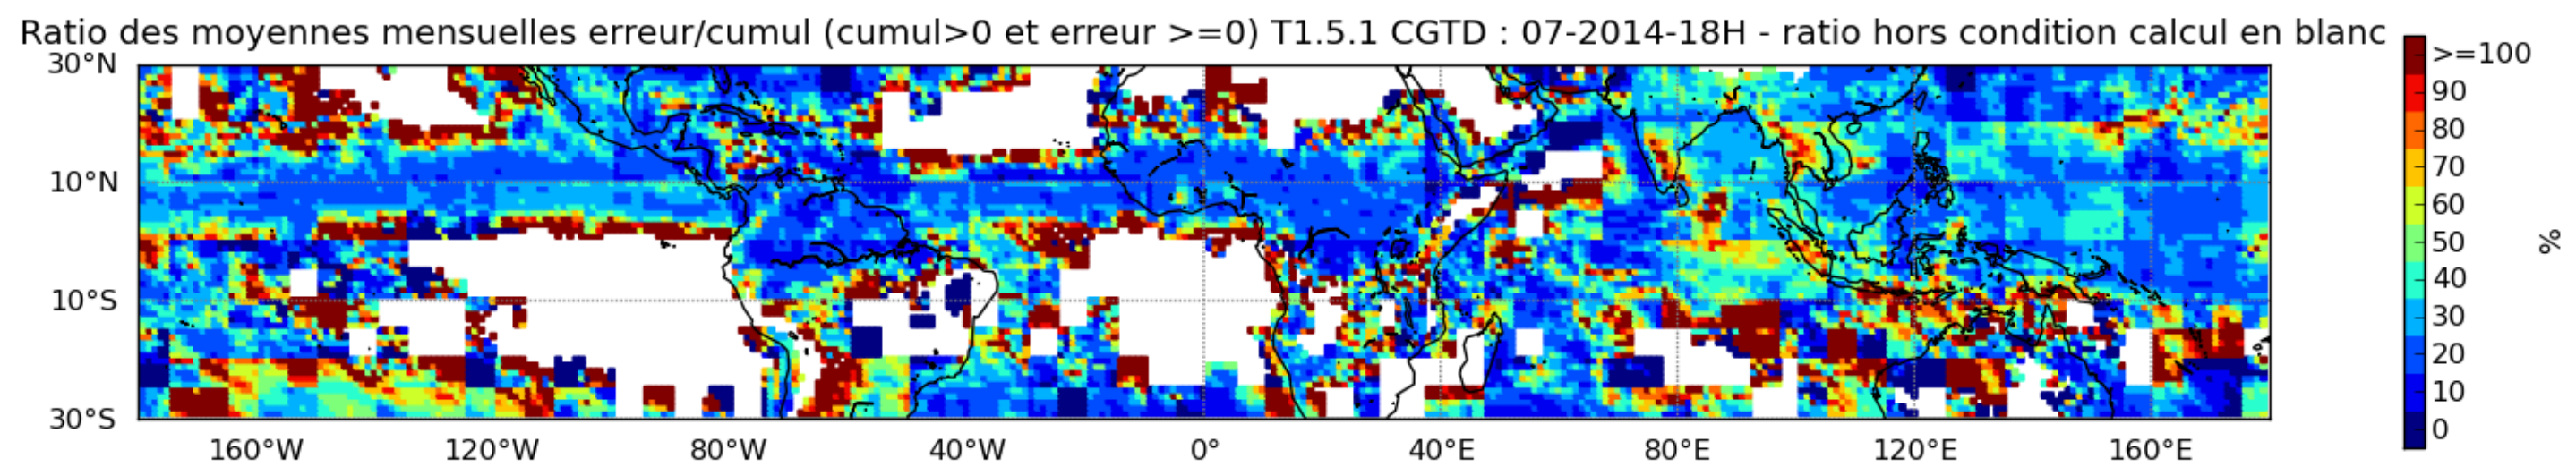 Ratio des moyennes mensuelles erreur/cumul (cumul>0 et erreur >=0) T1.5.1 CGTD : 07-2014-18H - ratio hors condition calcul en blanc
30°N
10°N
10°S
30°S
160°W
120°W
80°W
40°W
0°
40°E
80°E
120°E
160°E
>=100
90
80
70
60
50
40
30
20
10
0
%